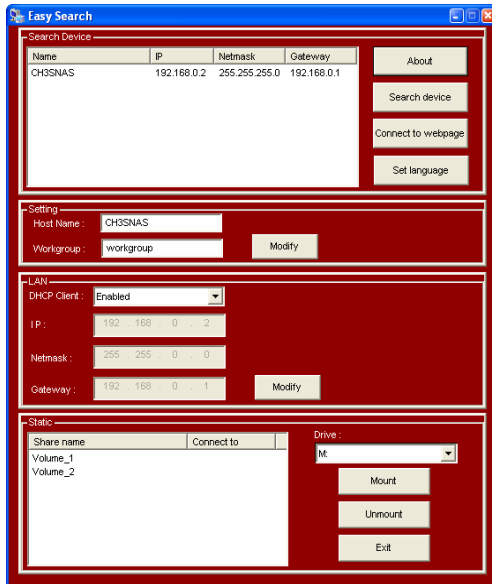 Easy Search
Search Device
Name IP Netmask Gateway
CH3SNAS 192.168.0.2 255.255.255.0 192.168.0.1
About
Search device
Connect to webpage
Set language
Setting
Host Name : CH3SNAS
Workgroup : workgroup
Modify
LAN
DHCP Client : Enabled
IP : 192 . 168 . 0 . 2
Netmask : 255 . 255 . 0 . 0
Gateway : 192 . 168 . 0 . 1
Modify
Static
Share name Connect to
Volume_1
Volume_2
Drive :
M:
Mount
Unmount
Exit